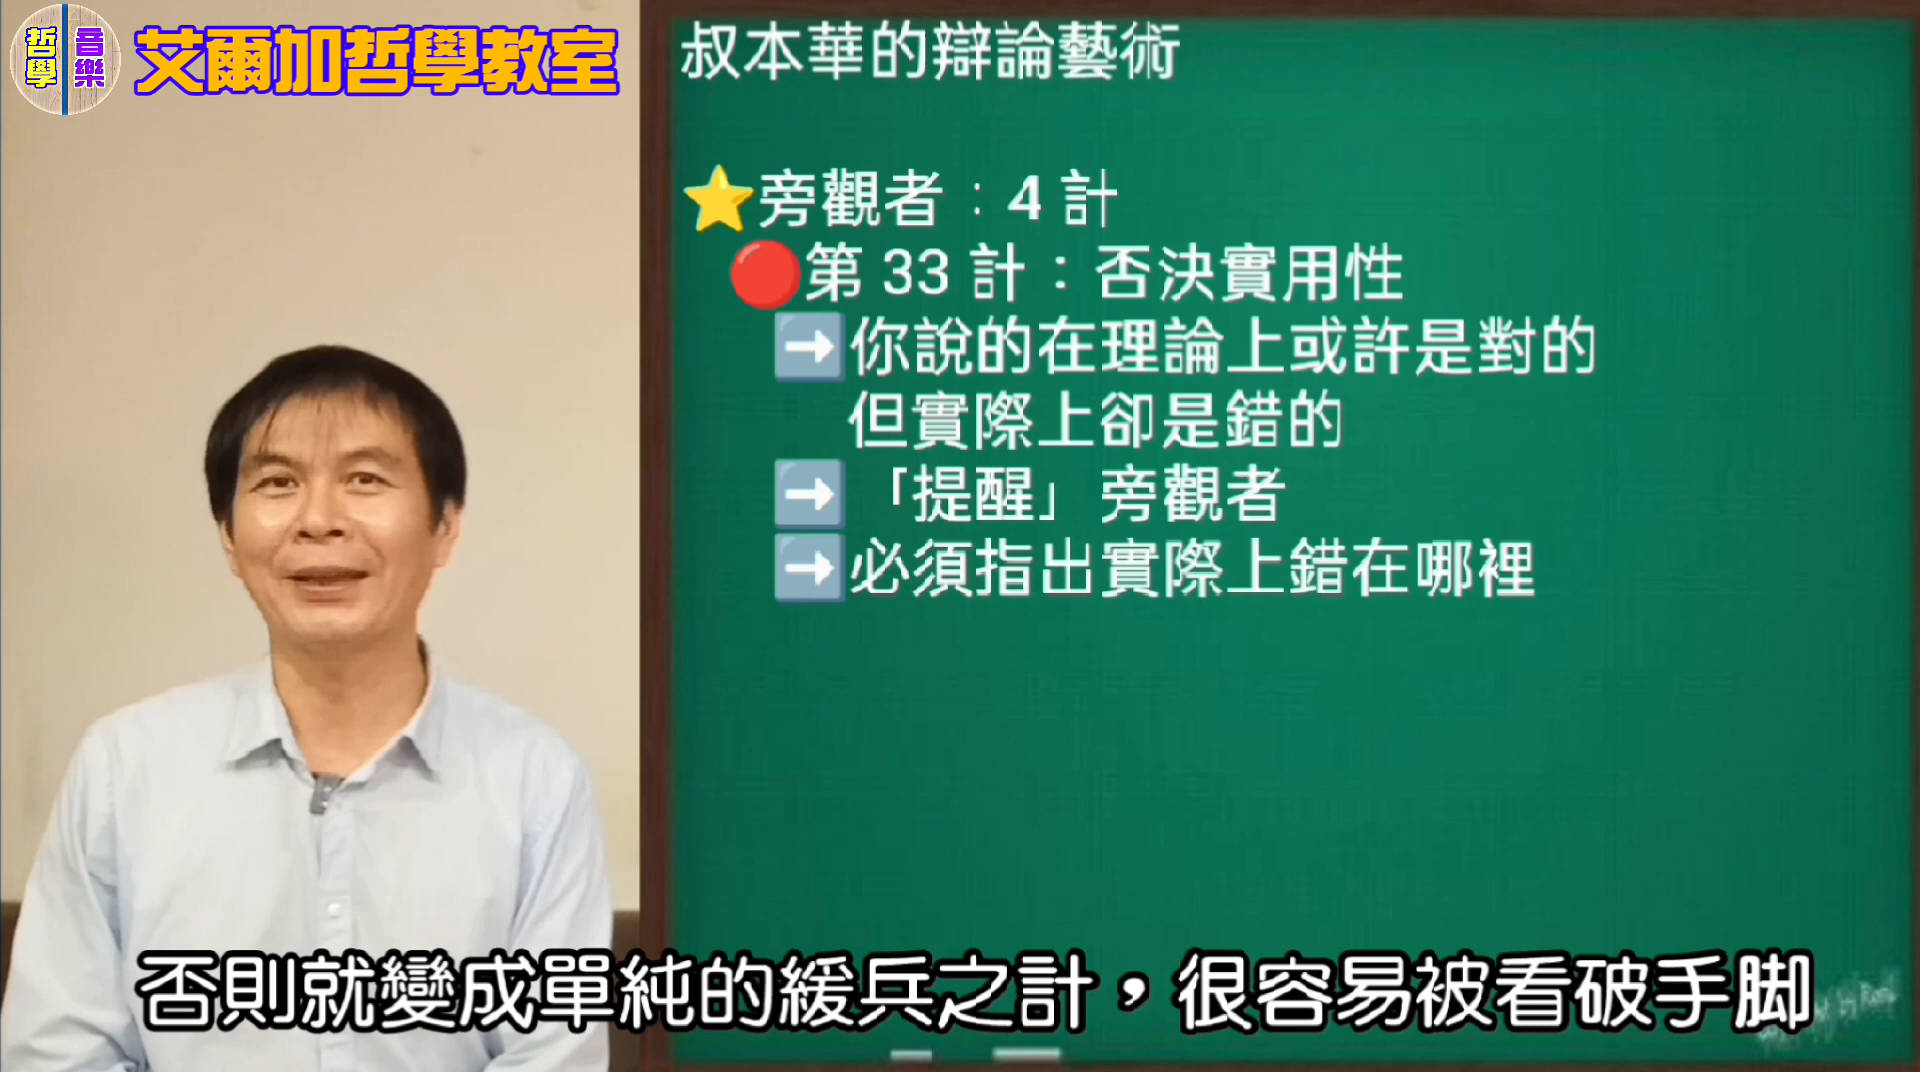 哲學
音樂
艾爾加哲學教室
叔本華的辯論藝術
旁觀者：4 計
第 33 計：否決實用性
你說的在理論上或許是對的
但實際上卻是錯的
「提醒」旁觀者
必須指出實際上錯在哪裡
否則就變成單純的緩兵之計，很容易被看破手脚